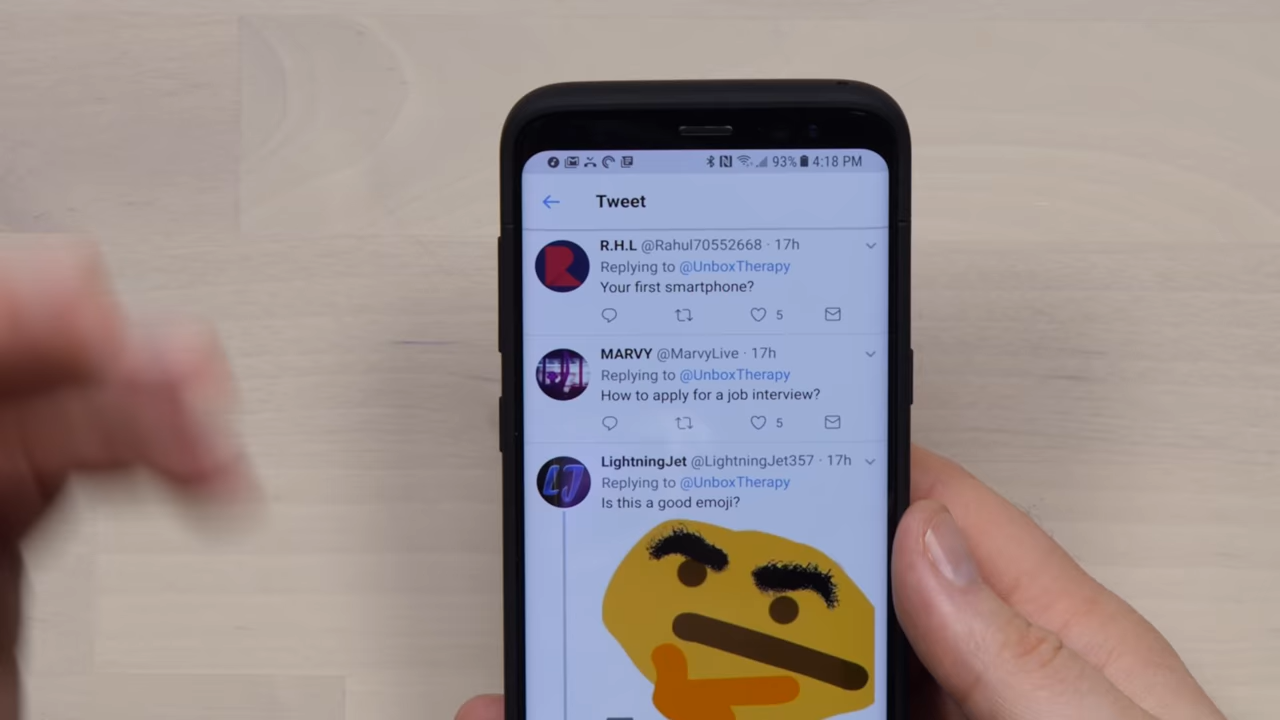 93% 4:18 PM
Tweet
R.H.L @Rahul70552668 · 17h
Replying to @UnboxTherapy
Your first smartphone?
5
MARVY @MarvyLive · 17h
Replying to @UnboxTherapy
How to apply for a job interview?
5
LightningJet @LightningJet357 · 17h
Replying to @UnboxTherapy
Is this a good emoji?